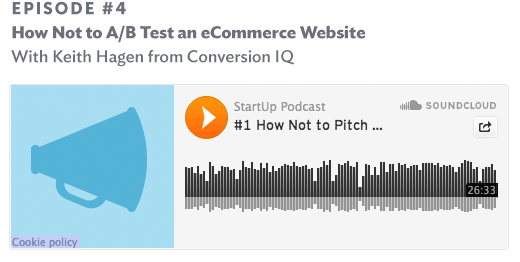 EPISODE #4
How Not to A/B Test an eCommerce Website
With Keith Hagen from Conversion IQ
StartUp Podcast
SOUNDCLOUD
#1 How Not to Pitch ...
26:33
Cookie policy